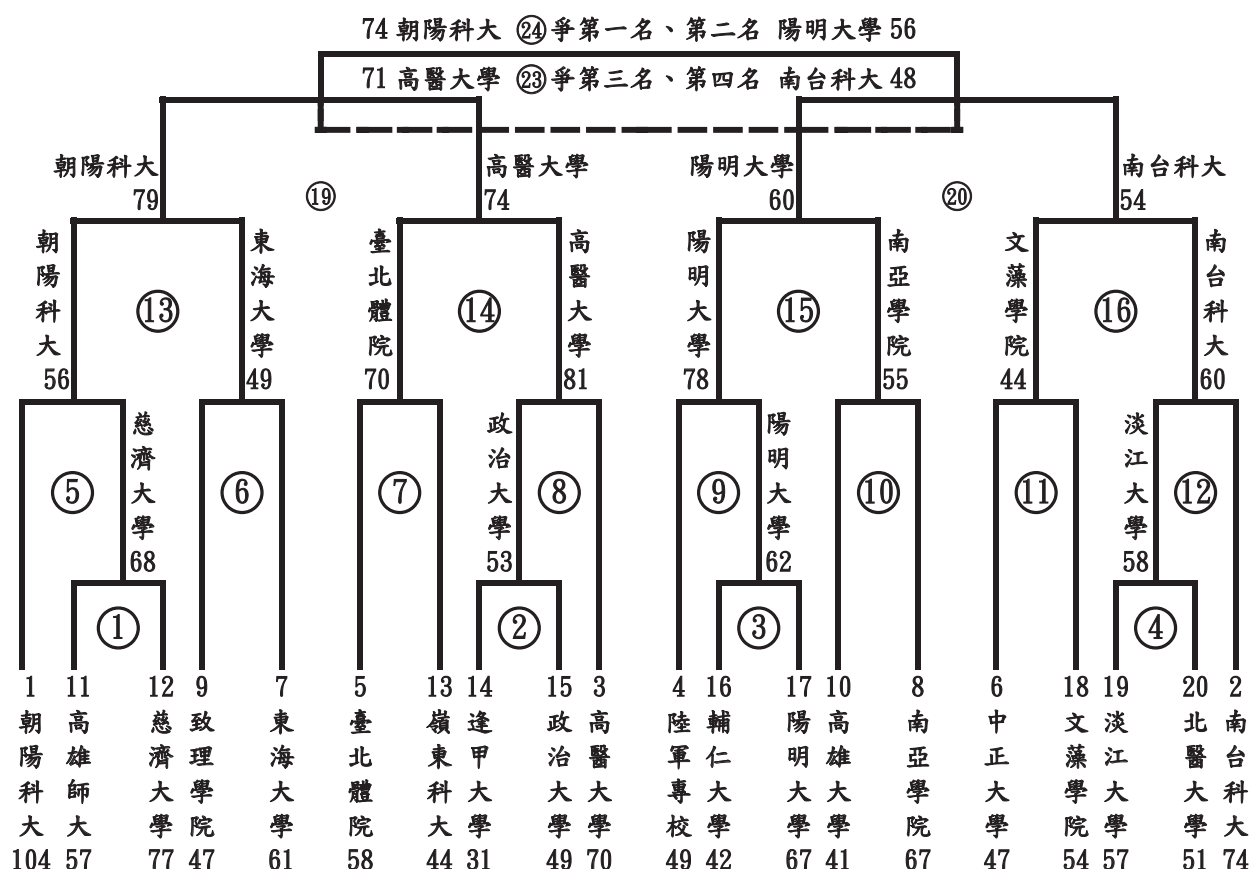 74 朝陽科大 ㉔爭第一名、第二名 陽明大學 56
71 高醫大學 ㉓爭第三名、第四名 南台科大 48
朝陽科大
79
⑲
高醫大學
74
陽明大學
60
⑳
南台科大
54
朝陽科大
56
⑬
東海大學
49
臺北體院
70
⑭
高醫大學
81
陽明大學
78
⑮
南亞學院
55
文藻學院
44
⑯
南台科大
60
⑤
慈濟大學
68
⑥
⑦
政治大學
53
⑧
⑨
陽明大學
62
⑩
⑪
淡江大學
58
⑫
①
②
③
④
1
朝陽科大
104
11
高雄師大
57
12
慈濟大學
77
9
致理學院
47
7
東海大學
61
5
臺北體院
58
13
嶺東科大
44
14
逢甲大學
31
15
政治大學
49
3
高醫大學
70
4
陸軍專校
49
16
輔仁大學
42
17
陽明大學
67
10
高雄大學
41
8
南亞學院
67
6
中正大學
47
18
文藻學院
54
19
淡江大學
57
20
北醫大學
51
2
南台科大
74